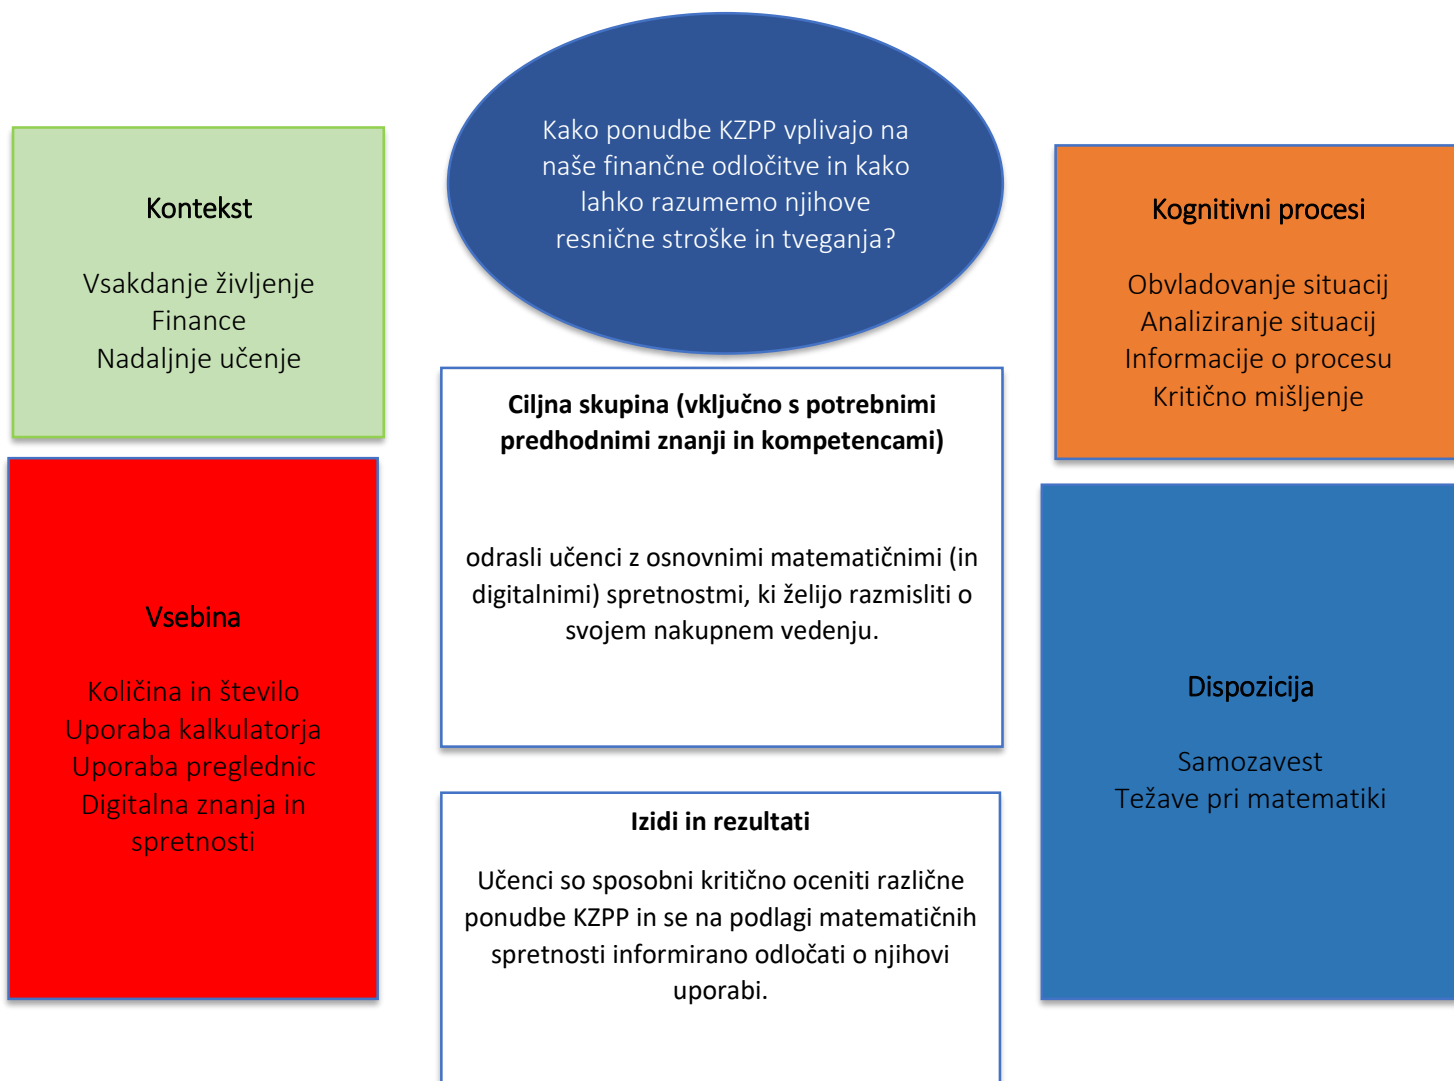 Kako ponudbe KZPP vplivajo na
naše finančne odločitve in kako
lahko razumemo njihove
resnične stroške in tveganja?
Kontekst
Vsakdanje življenje
Finance
Nadaljnje učenje
Kognitivni procesi
Obvladovanje situacij
Analiziranje situacij
Informacije o procesu
Kritično mišljenje
Ciljna skupina (vključno s potrebnimi
predhodnimi znanji in kompetencami)
odrasli učenci z osnovnimi matematičnimi (in
digitalnimi) spretnostmi, ki želijo razmisliti o
svojem nakupnem vedenju.
Vsebina
Količina in število
Uporaba kalkulatorja
Uporaba preglednic
Digitalna znanja in
spretnosti
Dispozicija
Samozavest
Težave pri matematiki
Izidi in rezultati
Učenci so sposobni kritično oceniti različne
ponudbe KZPP in se na podlagi matematičnih
spretnosti informirano odločati o njihovi
uporabi.